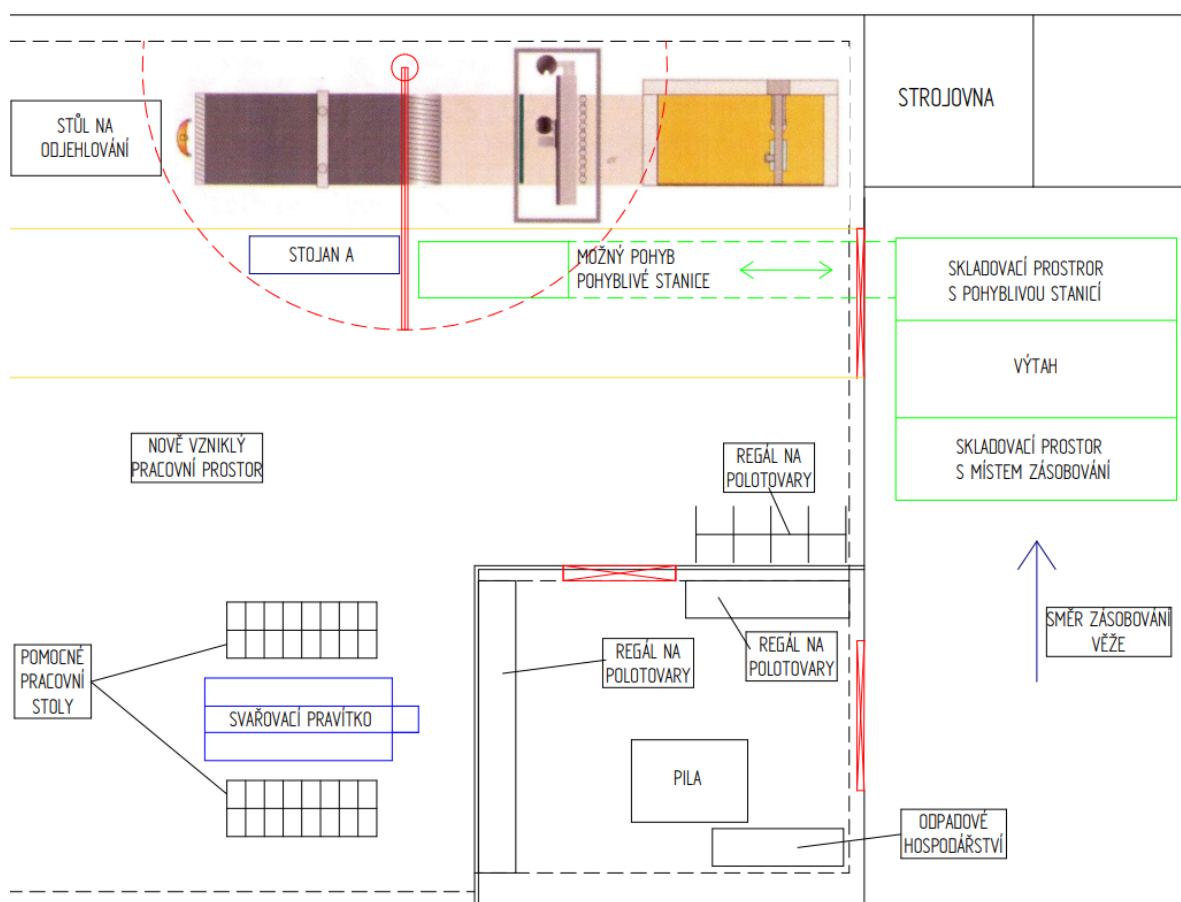 STROJOVNA
STŮL NA
ODJEHLOVÁNÍ
STOJAN A
MOŽNÝ POHYB
POHYBLIVÉ STANICE
SKLADOVACÍ PROSTROR
S POHYBLIVOU STANICÍ
VÝTAH
SKLADOVACÍ PROSTOR
S MÍSTEM ZÁSOBOVÁNÍ
NOVĚ VZNIKLÝ
PRACOVNÍ PROSTOR
REGÁL NA
POLOTOVARY
SMĚR ZÁSOBOVÁNÍ
VĚŽE
POMOCNÉ
PRACOVNÍ
STOLY
SVAŘOVACÍ PRAVÍTKO
REGÁL NA
POLOTOVARY
REGÁL NA
POLOTOVARY
PILA
ODPADOVÉ
HOSPODÁŘSTVÍ